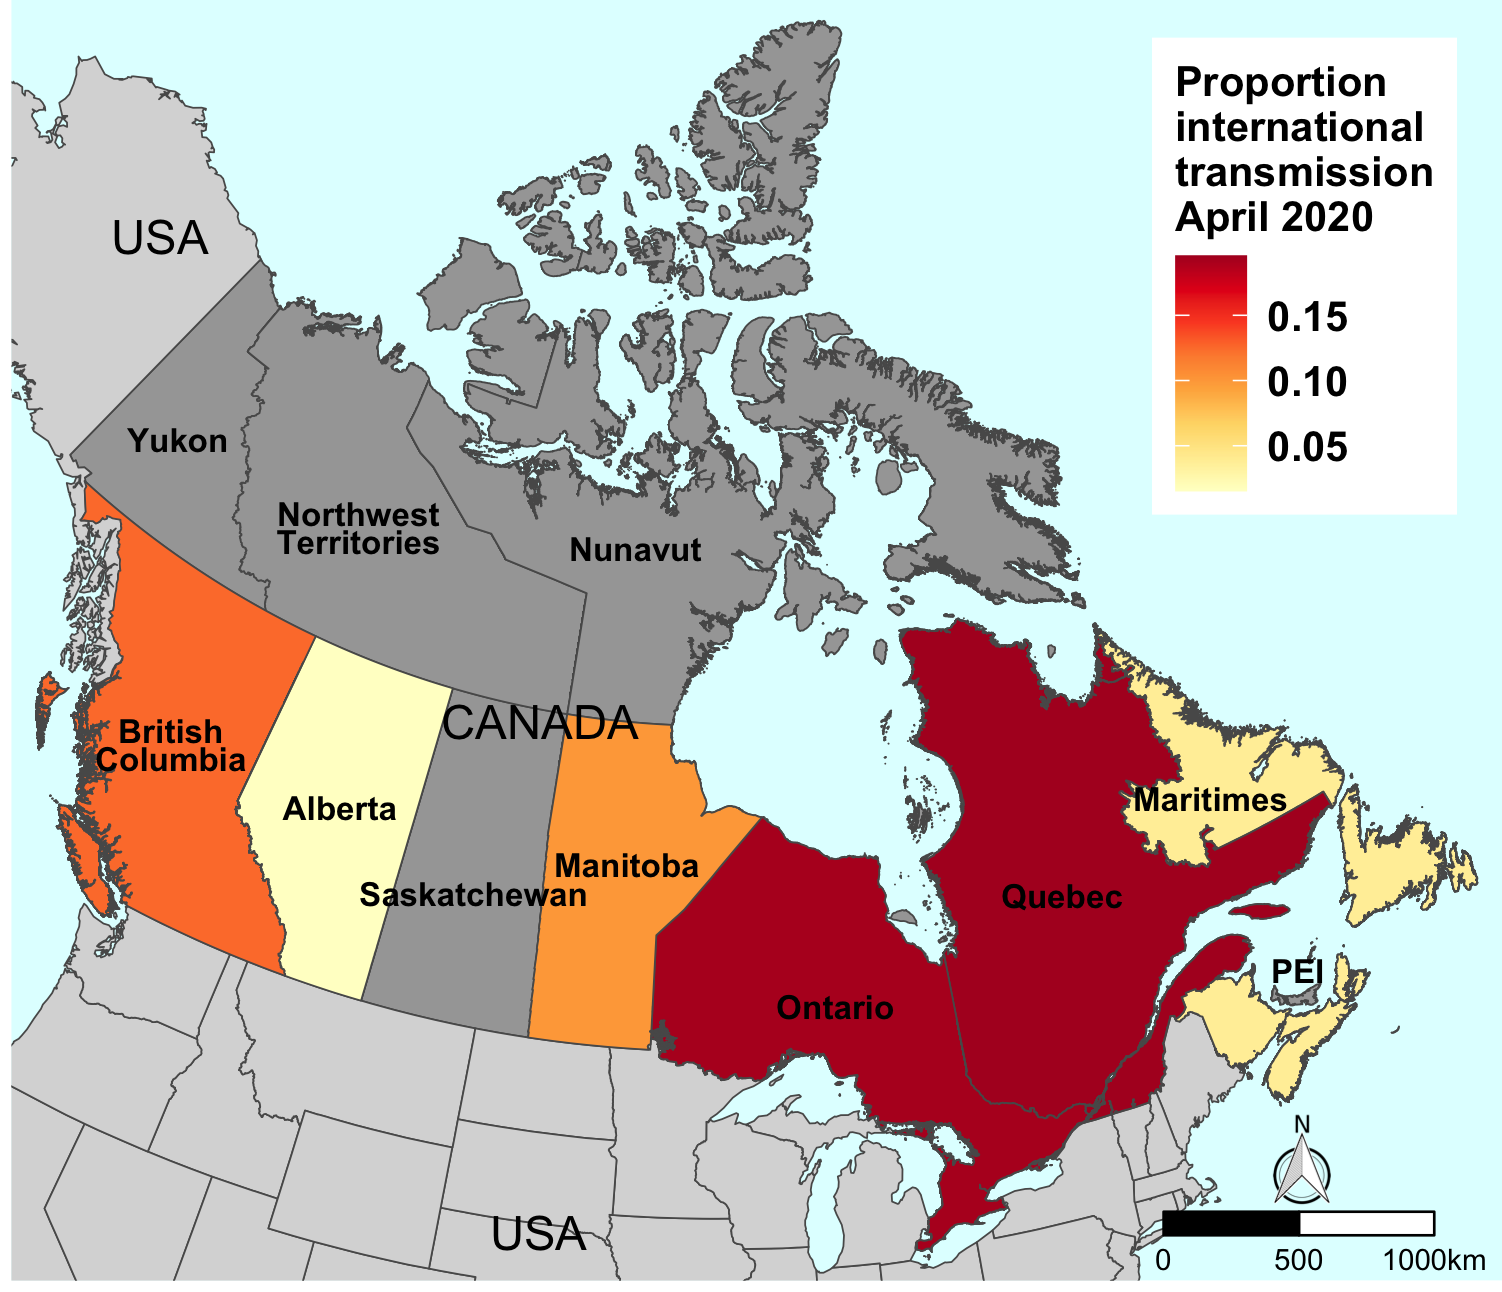 Proportion
international
transmission
April 2020
0.15
0.10
0.05
USA
Yukon
Northwest
Territories
Nunavut
CANADA
British
Columbia
Alberta
Saskatchewan
Manitoba
Ontario
Quebec
Maritimes
PEI
USA
N
0 500 1000km